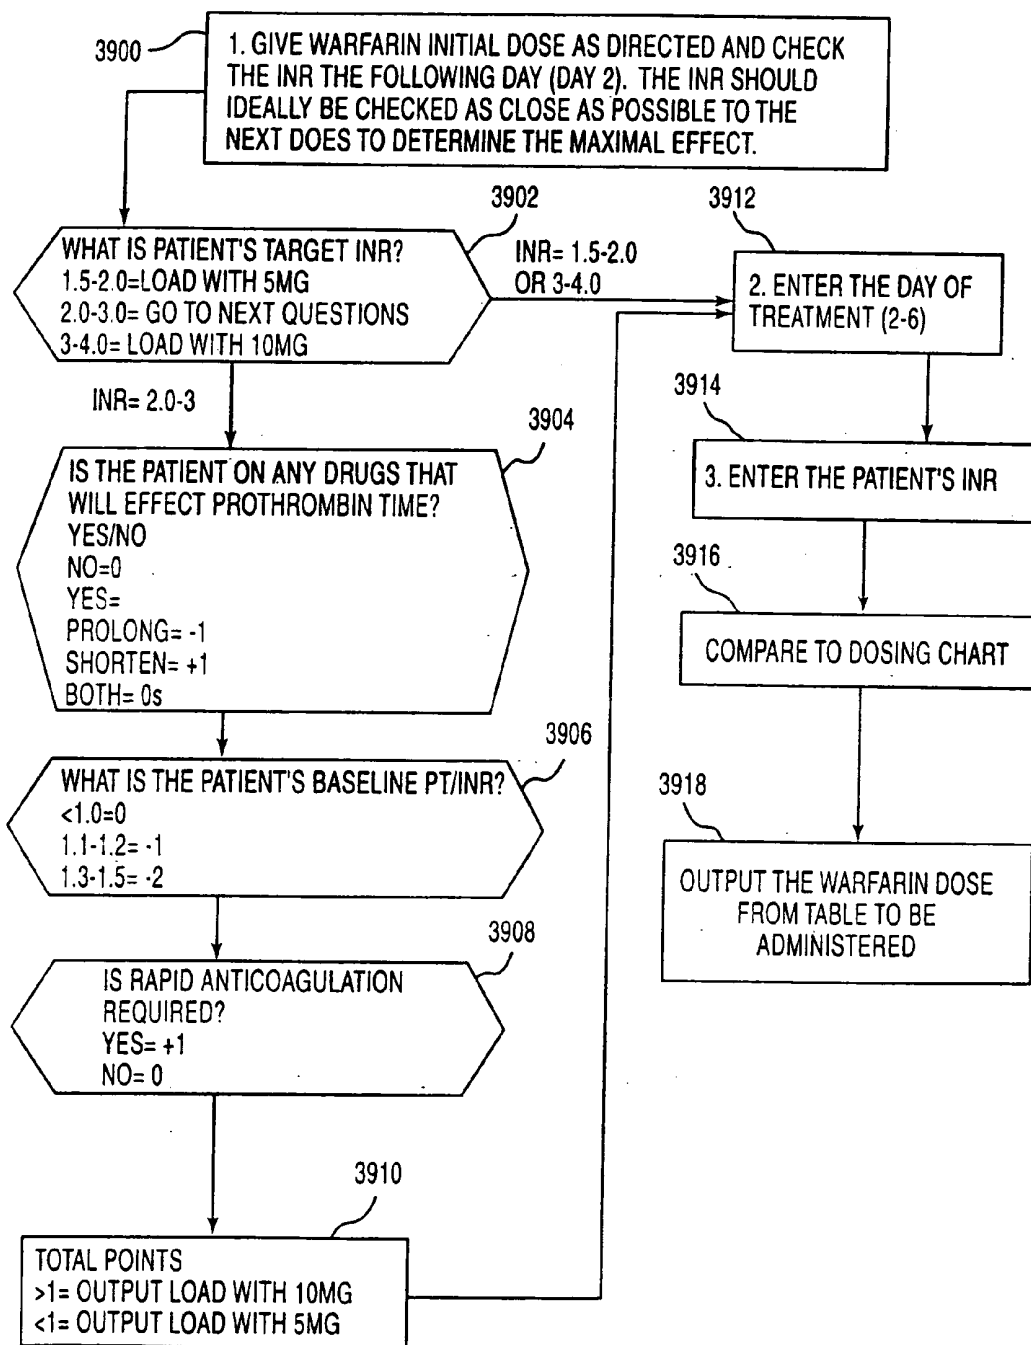 3900
1. GIVE WARFARIN INITIAL DOSE AS DIRECTED AND CHECK
THE INR THE FOLLOWING DAY (DAY 2). THE INR SHOULD
IDEALLY BE CHECKED AS CLOSE AS POSSIBLE TO THE
NEXT DOES TO DETERMINE THE MAXIMAL EFFECT.
3902
WHAT IS PATIENT'S TARGET INR?
1.5-2.0=LOAD WITH 5MG
2.0-3.0= GO TO NEXT QUESTIONS
3-4.0= LOAD WITH 10MG
INR= 1.5-2.0
OR 3-4.0
INR= 2.0-3
3904
IS THE PATIENT ON ANY DRUGS THAT
WILL EFFECT PROTHROMBIN TIME?
YES/NO
NO=0
YES=
PROLONG= -1
SHORTEN= +1
BOTH= 0s
3906
WHAT IS THE PATIENT'S BASELINE PT/INR?
<1.0=0
1.1-1.2= -1
1.3-1.5= -2
3908
IS RAPID ANTICOAGULATION
REQUIRED?
YES= +1
NO= 0
3910
TOTAL POINTS
>1= OUTPUT LOAD WITH 10MG
<1= OUTPUT LOAD WITH 5MG
3912
2. ENTER THE DAY OF
TREATMENT (2-6)
3914
3. ENTER THE PATIENT'S INR
3916
COMPARE TO DOSING CHART
3918
OUTPUT THE WARFARIN DOSE
FROM TABLE TO BE
ADMINISTERED